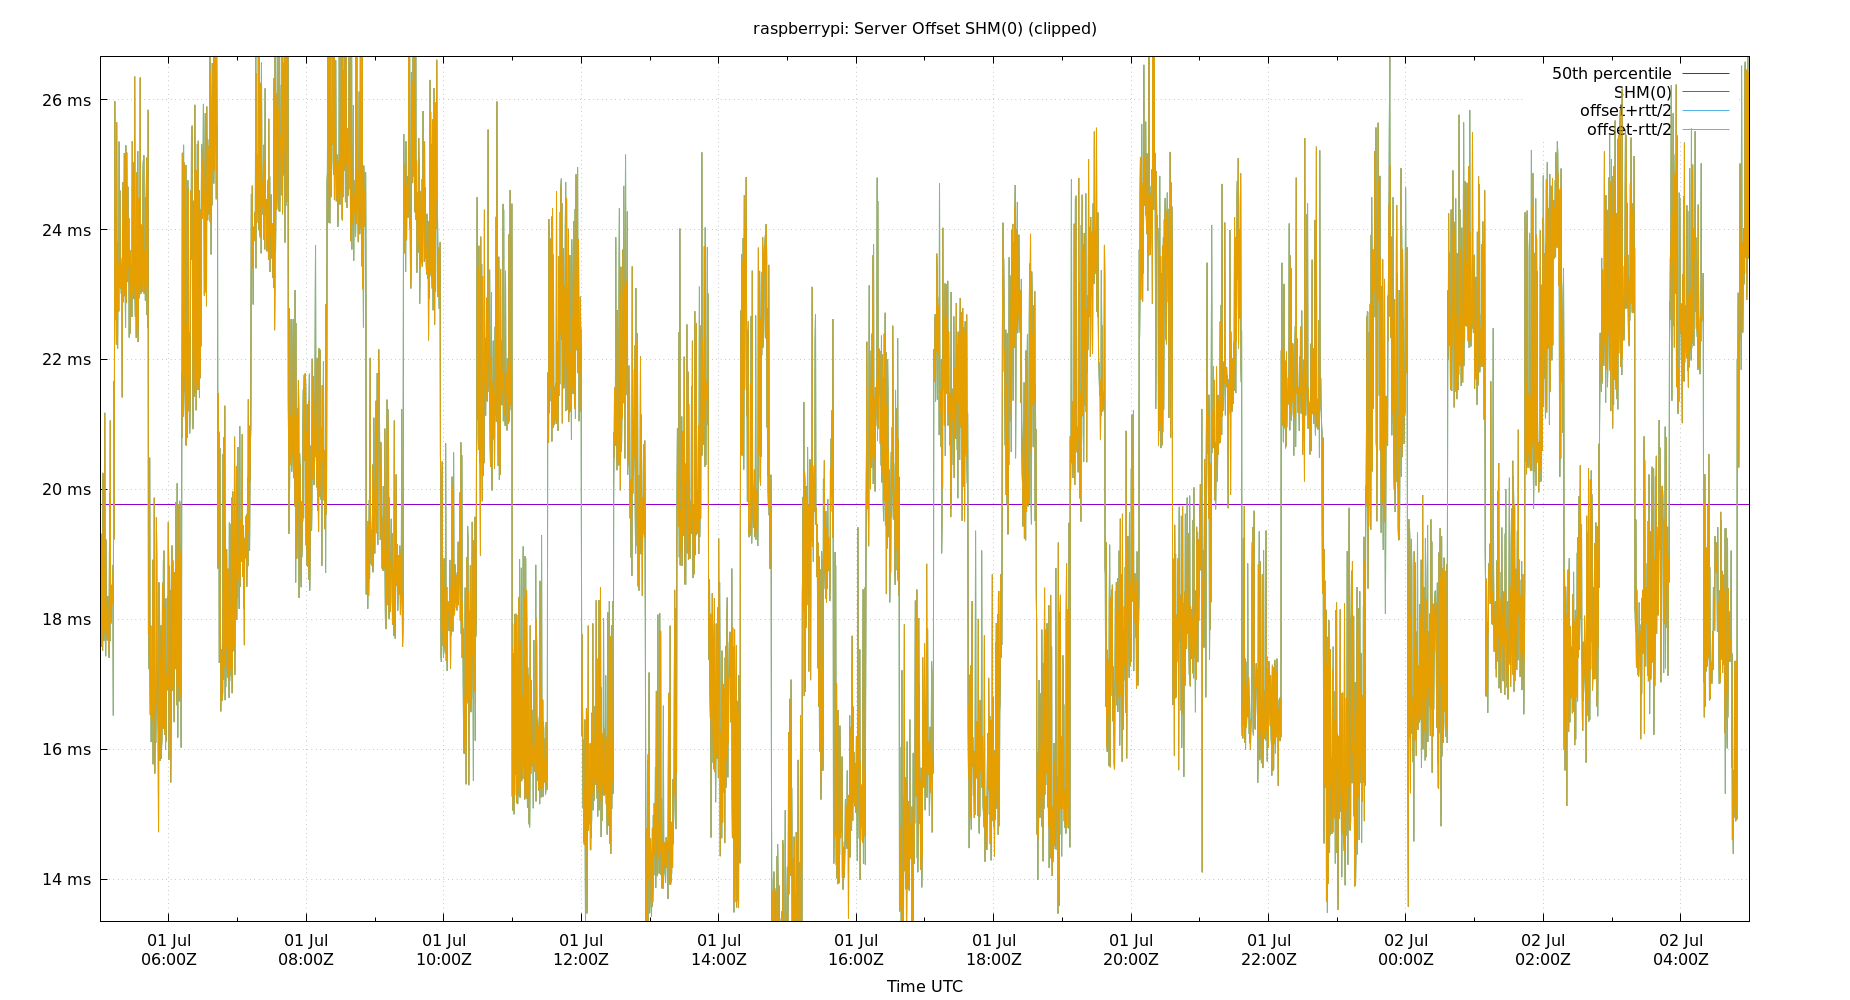 raspberrypi: Server Offset SHM(0) (clipped)
50th percentile
SHM(0)
offset+rtt/2
offset-rtt/2
26 ms
24 ms
22 ms
20 ms
18 ms
16 ms
14 ms
01 Jul 01 Jul 01 Jul 01 Jul 01 Jul 01 Jul 01 Jul 01 Jul 01 Jul 02 Jul 02 Jul 02 Jul
06:00Z 08:00Z 10:00Z 12:00Z 14:00Z 16:00Z 18:00Z 20:00Z 22:00Z 00:00Z 02:00Z 04:00Z
Time UTC